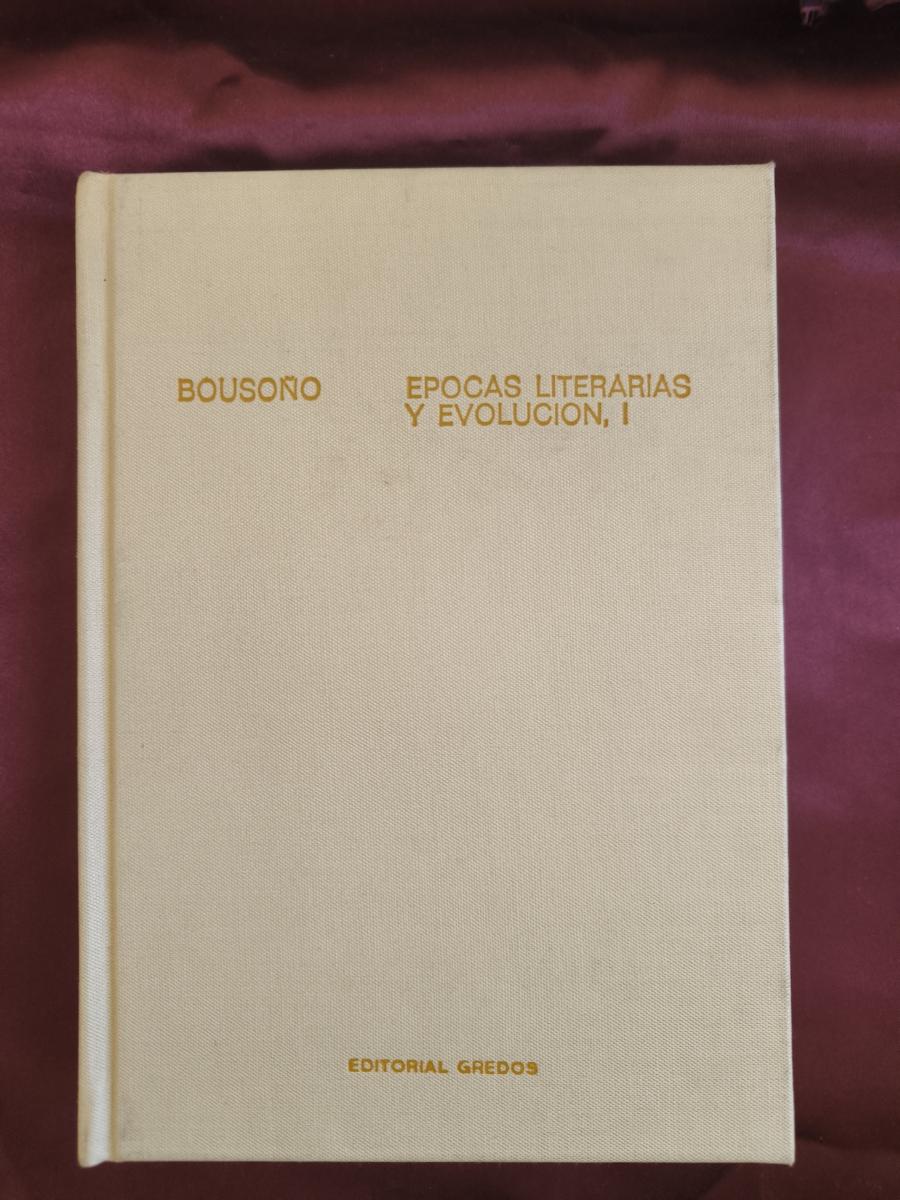 BOUSOÑO
EPOCAS LITERARIAS
Y EVOLUCION, I
EDITORIAL GREDOS